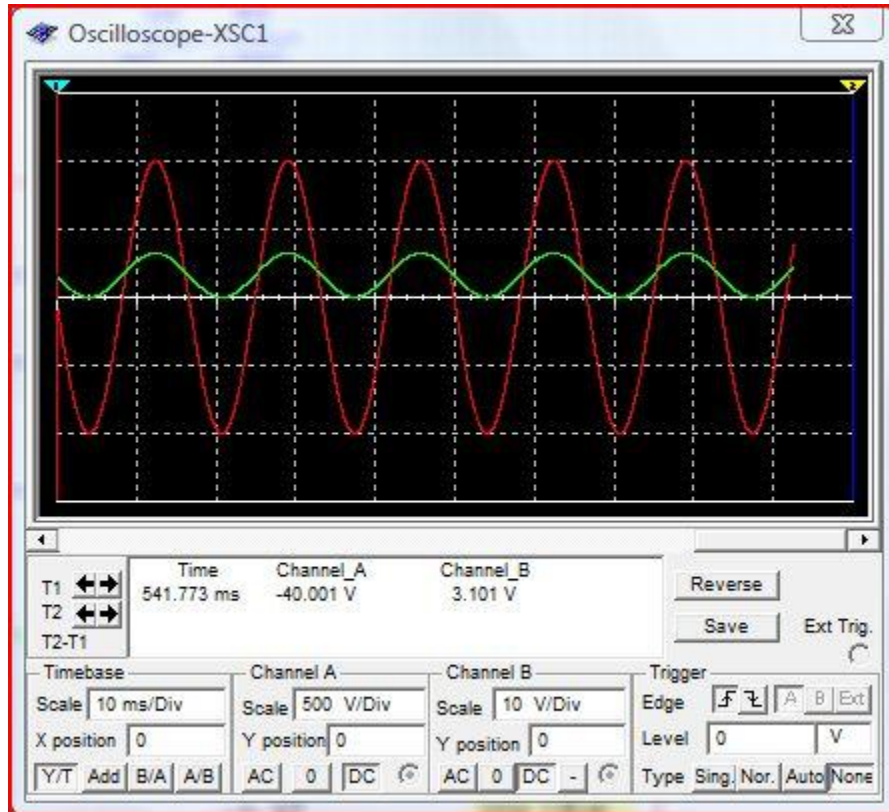 Oscilloscope-XSC1
1 2
Time Channel_A Channel_B
T1 541.773 ms -40.001 V 3.101 V
T2
T2-T1
Reverse
Save Ext Trig.
Timebase Channel A Channel B Trigger
Scale 10 ms/Div Scale 500 V/Div Scale 10 V/Div Edge A B Ext
X position 0 Y position 0 Y position 0 Level 0 V
Y/T Add B/A A/B AC 0 DC AC 0 DC - Type Sing. Nor. Auto None